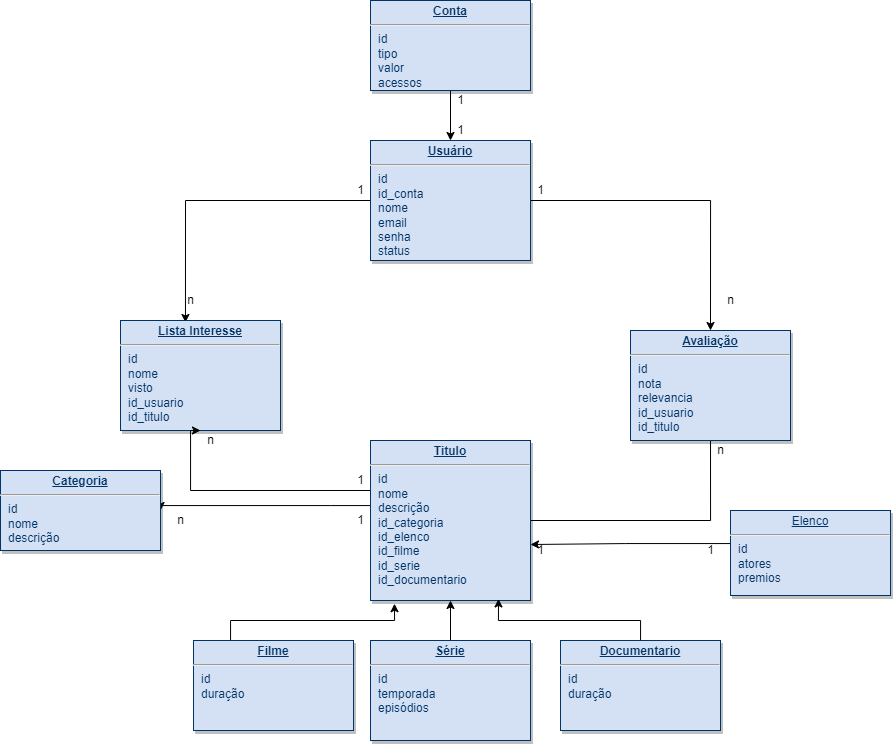 Conta
id
tipo
valor
acessos
1
1
Usuário
id
id_conta
nome
email
senha
status
1
1
n
n
Lista Interesse
id
nome
visto
id_usuario
id_titulo
n
Avaliação
id
nota
relevancia
id_usuario
id_titulo
n
Titulo
id
nome
descrição
id_categoria
id_elenco
id_filme
id_serie
id_documentario
1
1
1
Categoria
id
nome
descrição
n
Elenco
id
atores
premios
1
Filme
id
duração
Série
id
temporada
episódios
Documentario
id
duração